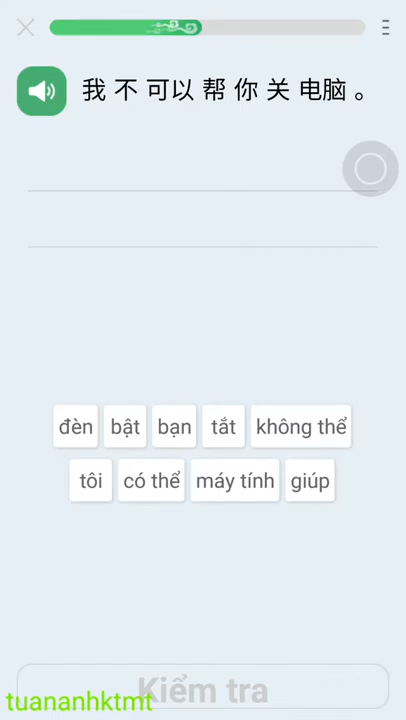 我 不 可以 帮 你 关 电脑 。
đèn bật bạn tắt không thể
tôi có thể máy tính giúp
Kiểm tra
tuananhktmt